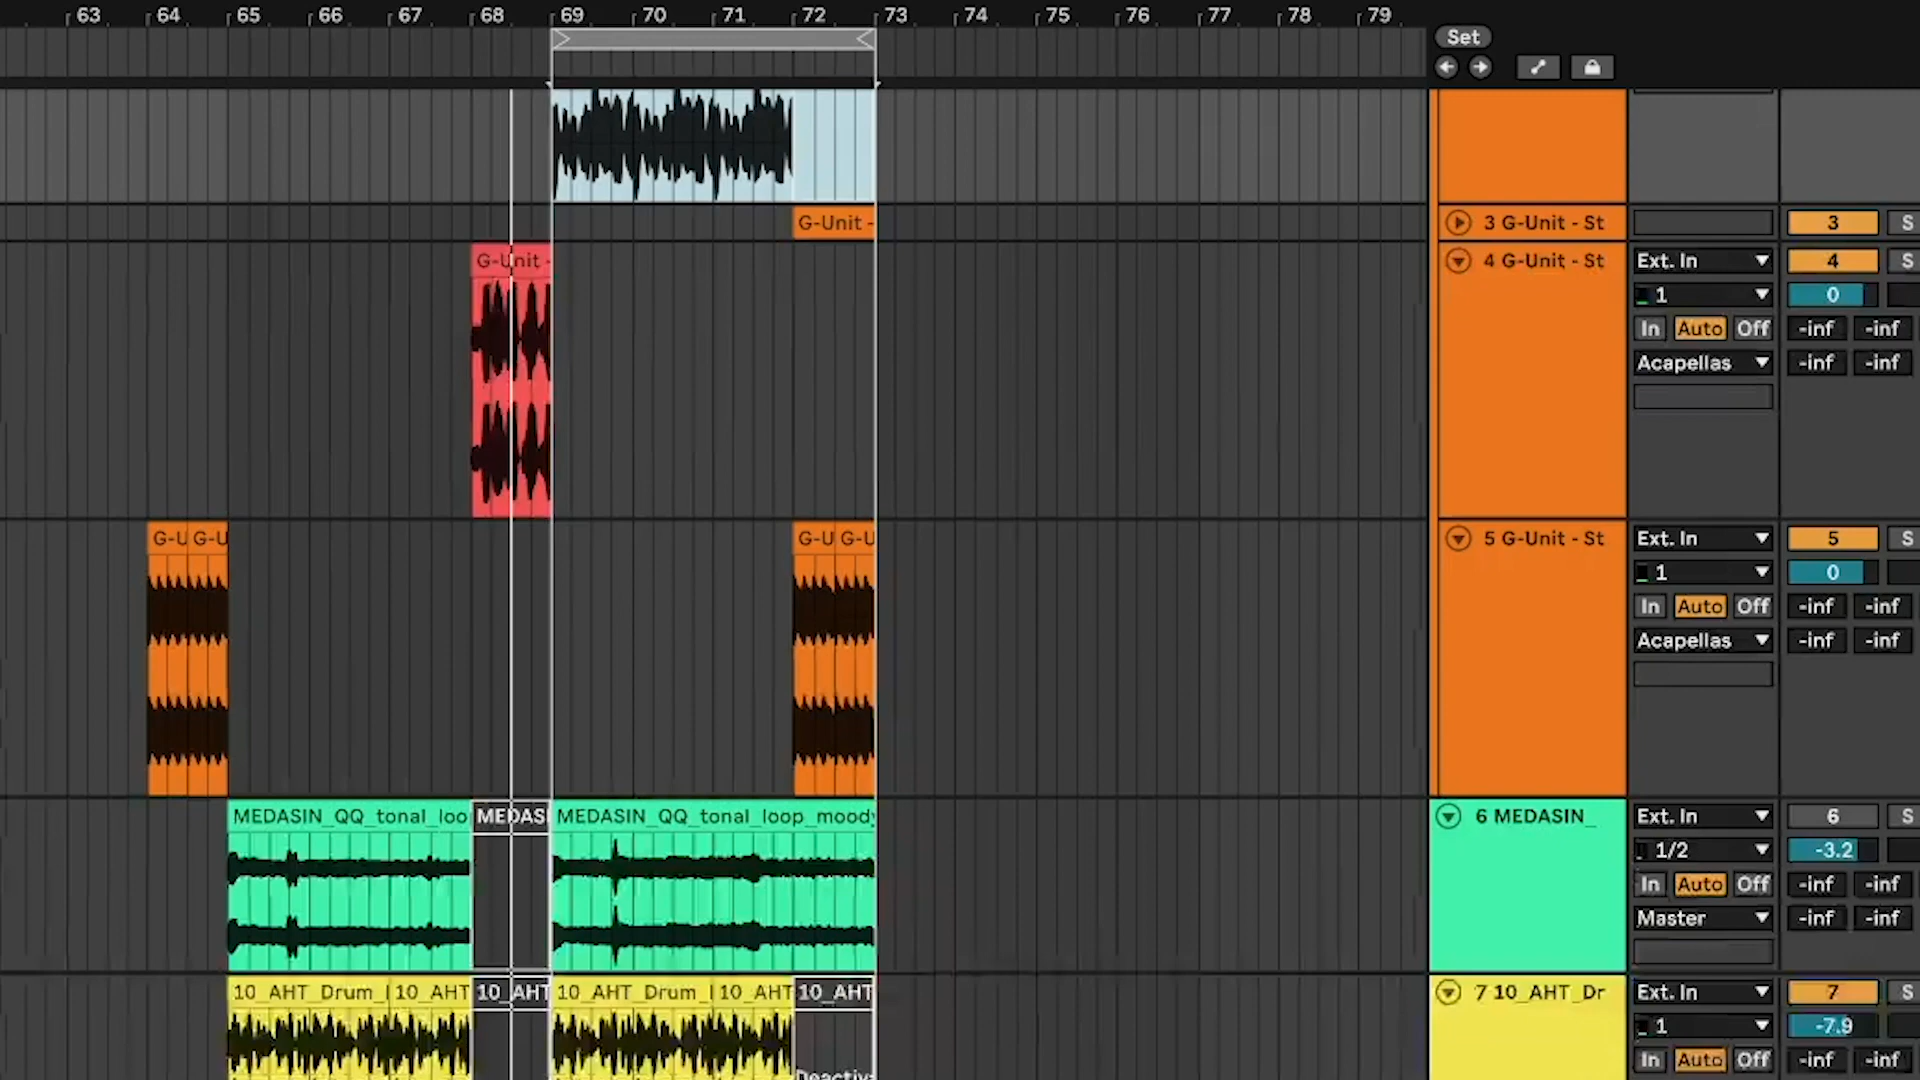 63 64 65 66 67 68 69 70 71 72 73 74 75 76 77 78 79
Set
G-Unit - 3 G-Unit - St 3 S
G-Unit - 4 G-Unit - St Ext. In 4 S
1 0
In Auto Off -inf -inf
Acapellas -inf -inf
G-U G-U G-U G-U 5 G-Unit - St Ext. In 5 S
1 0
In Auto Off -inf -inf
Acapellas -inf -inf
MEDASIN_QQ_tonal_loo MEDASI MEDASIN_QQ_tonal_loop_moody 6 MEDASIN_ Ext. In 6 S
1/2 -3.2
In Auto Off -inf -inf
Master -inf -inf
10_AHT_Drum_l 10_AHT 10_AHT 10_AHT_Drum_l 10_AHT 10_AHT 7 10_AHT_Dr Ext. In 7 S
1 -7.9
In Auto Off -inf -inf
Deactiva